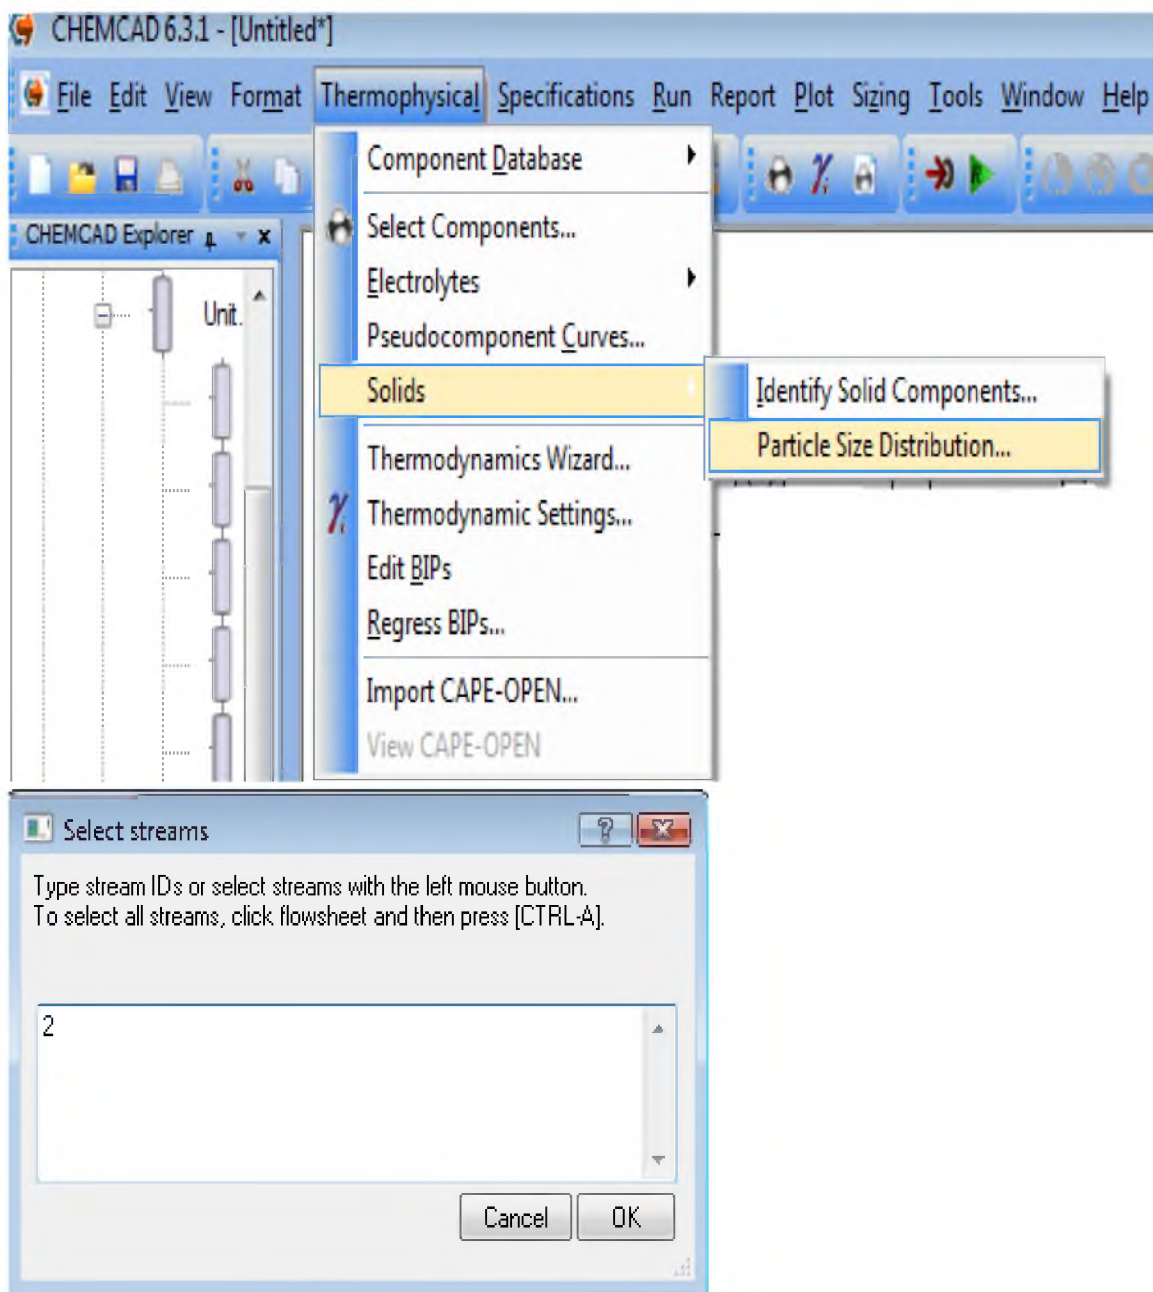 CHEMCAD 6.3.1 - [Untitled*]
File Edit View Format Thermophysical Specifications Run Report Plot Sizing Tools Window Help
Component Database
CHEMCAD Explorer
Select Components...
Electrolytes
Unit.
Pseudocomponent Curves...
Solids
Identify Solid Components...
Particle Size Distribution...
Thermodynamics Wizard...
Thermodynamic Settings...
Edit BIPs
Regress BIPs...
Import CAPE-OPEN...
View CAPE-OPEN
Select streams
Type stream IDs or select streams with the left mouse button.
To select all streams, click flowsheet and then press [CTRL-A].
2
Cancel OK